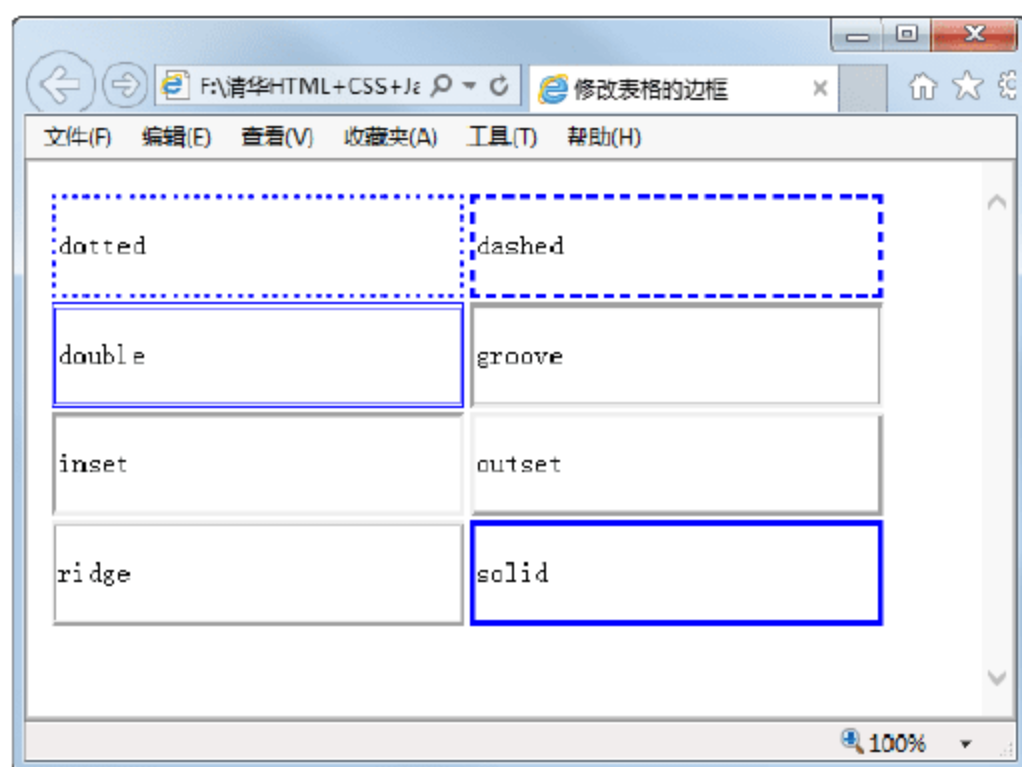 F:\清华HTML+CSS+Ja
修改表格的边框
文件(F) 编辑(E) 查看(V) 收藏夹(A) 工具(T) 帮助(H)
dotted dashed
double groove
inset outset
ridge solid
100%